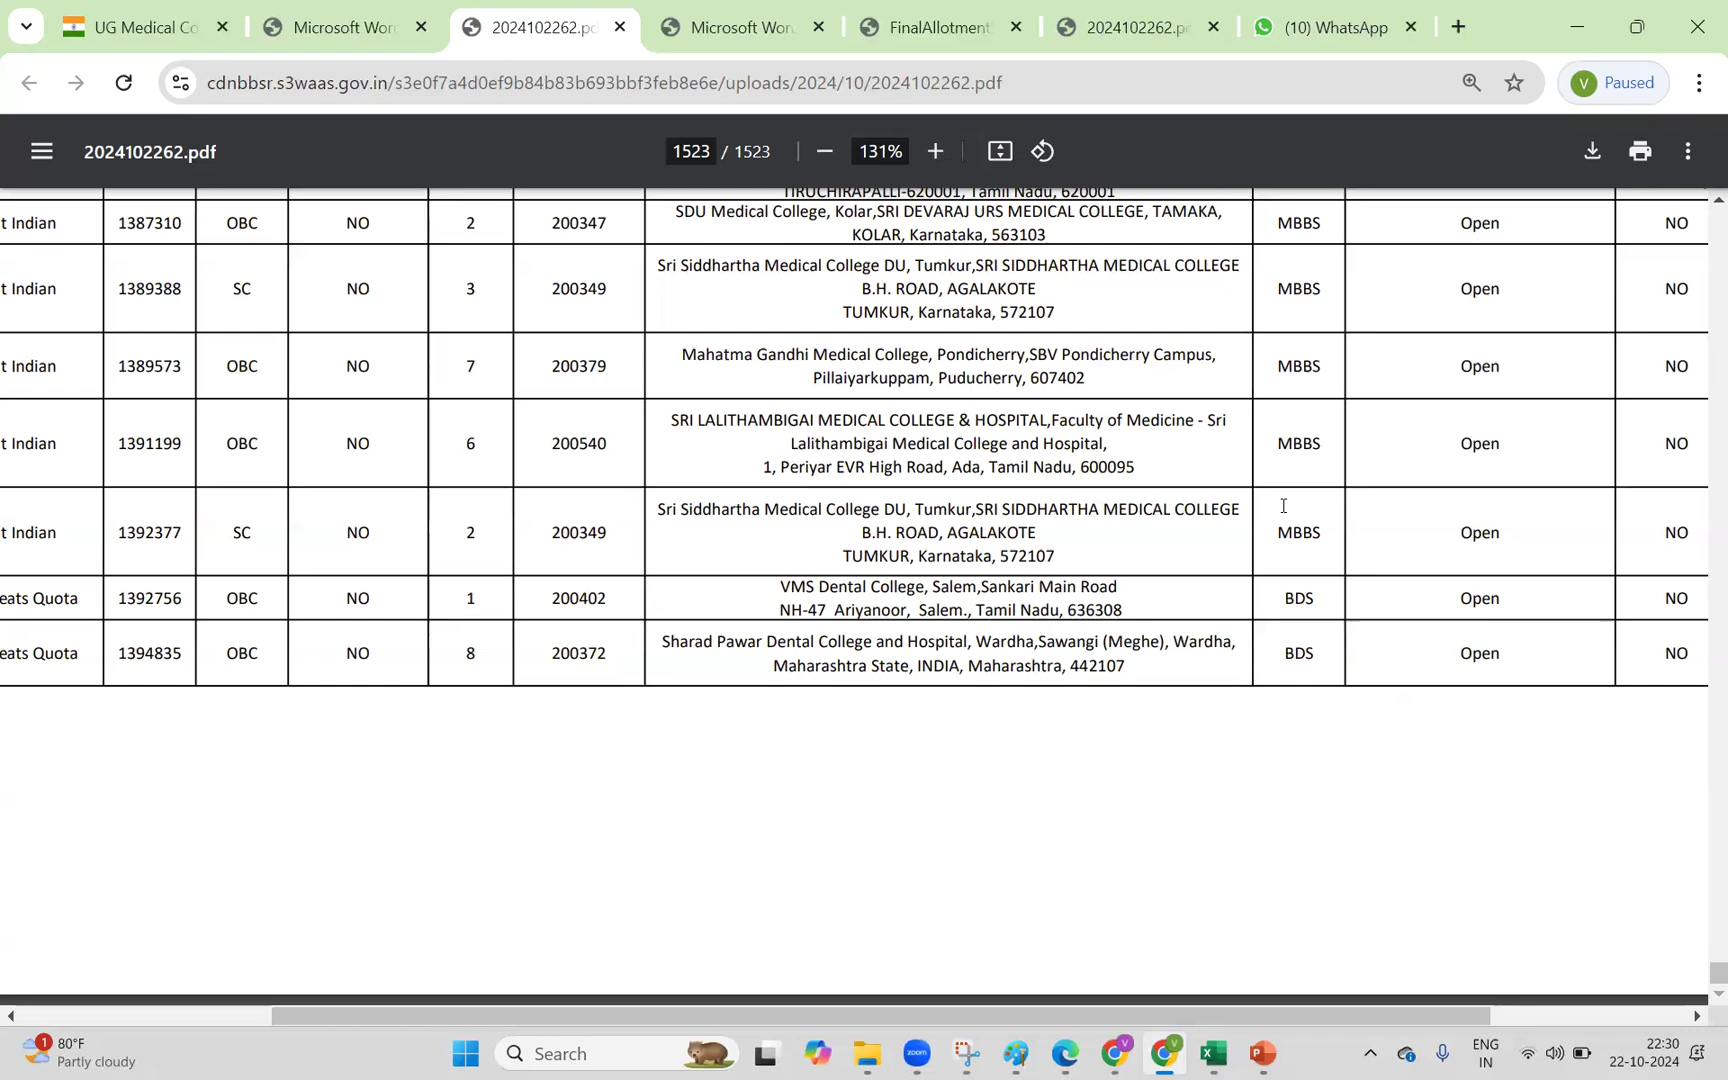 UG Medical Co
Microsoft Wor
2024102262.p
Microsoft Wor
FinalAllotment
2024102262.p
(10) WhatsApp
cdnbbsr.s3waas.gov.in/s3e0f7a4d0ef9b84b83b693bbf3feb8e6e/uploads/2024/10/2024102262.pdf
V Paused
2024102262.pdf
1523 / 1523
131%
TIRUCHIRAPALLI-620001, Tamil Nadu, 620001
t Indian 1387310 OBC NO 2 200347 SDU Medical College, Kolar,SRI DEVARAJ URS MEDICAL COLLEGE, TAMAKA, MBBS Open NO
KOLAR, Karnataka, 563103
Sri Siddhartha Medical College DU, Tumkur,SRI SIDDHARTHA MEDICAL COLLEGE
t Indian 1389388 SC NO 3 200349 B.H. ROAD, AGALAKOTE MBBS Open NO
TUMKUR, Karnataka, 572107
t Indian 1389573 OBC NO 7 200379 Mahatma Gandhi Medical College, Pondicherry,SBV Pondicherry Campus, MBBS Open NO
Pillaiyarkuppam, Puducherry, 607402
SRI LALITHAMBIGAI MEDICAL COLLEGE & HOSPITAL,Faculty of Medicine - Sri
t Indian 1391199 OBC NO 6 200540 Lalithambigai Medical College and Hospital, MBBS Open NO
1, Periyar EVR High Road, Ada, Tamil Nadu, 600095
Sri Siddhartha Medical College DU, Tumkur,SRI SIDDHARTHA MEDICAL COLLEGE
t Indian 1392377 SC NO 2 200349 B.H. ROAD, AGALAKOTE MBBS Open NO
TUMKUR, Karnataka, 572107
eats Quota 1392756 OBC NO 1 200402 VMS Dental College, Salem,Sankari Main Road BDS Open NO
NH-47 Ariyanoor, Salem., Tamil Nadu, 636308
eats Quota 1394835 OBC NO 8 200372 Sharad Pawar Dental College and Hospital, Wardha,Sawangi (Meghe), Wardha, BDS Open NO
Maharashtra State, INDIA, Maharashtra, 442107
1
80°F
Partly cloudy
Search
zoom
ENG
IN
22:30
22-10-2024